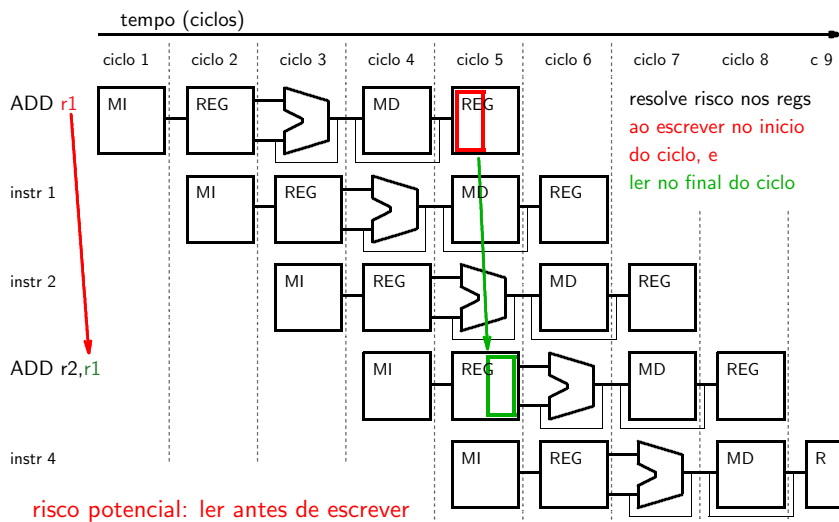 tempo (ciclos)
ciclo 1 ciclo 2 ciclo 3 ciclo 4 ciclo 5 ciclo 6 ciclo 7 ciclo 8 c 9
ADD r1 MI REG MD REG
resolve risco nos regs
ao escrever no inicio
do ciclo, e
ler no final do ciclo
instr 1 MI REG MD REG
instr 2 MI REG MD REG
ADD r2,r1 MI REG MD REG
instr 4 MI REG MD R
risco potencial: ler antes de escrever